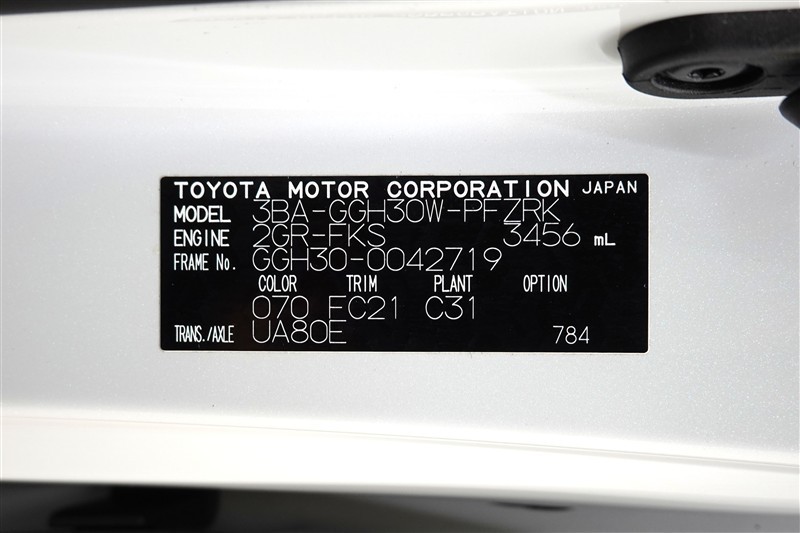 TOYOTA MOTOR CORPORATION JAPAN
MODEL 3BA-GGH30W-PFZRK
ENGINE 2GR-FKS 3456 mL
FRAME No. GGH30-0042719
COLOR TRIM PLANT OPTION
070 FC21 C31
TRANS./AXLE UA80E 784